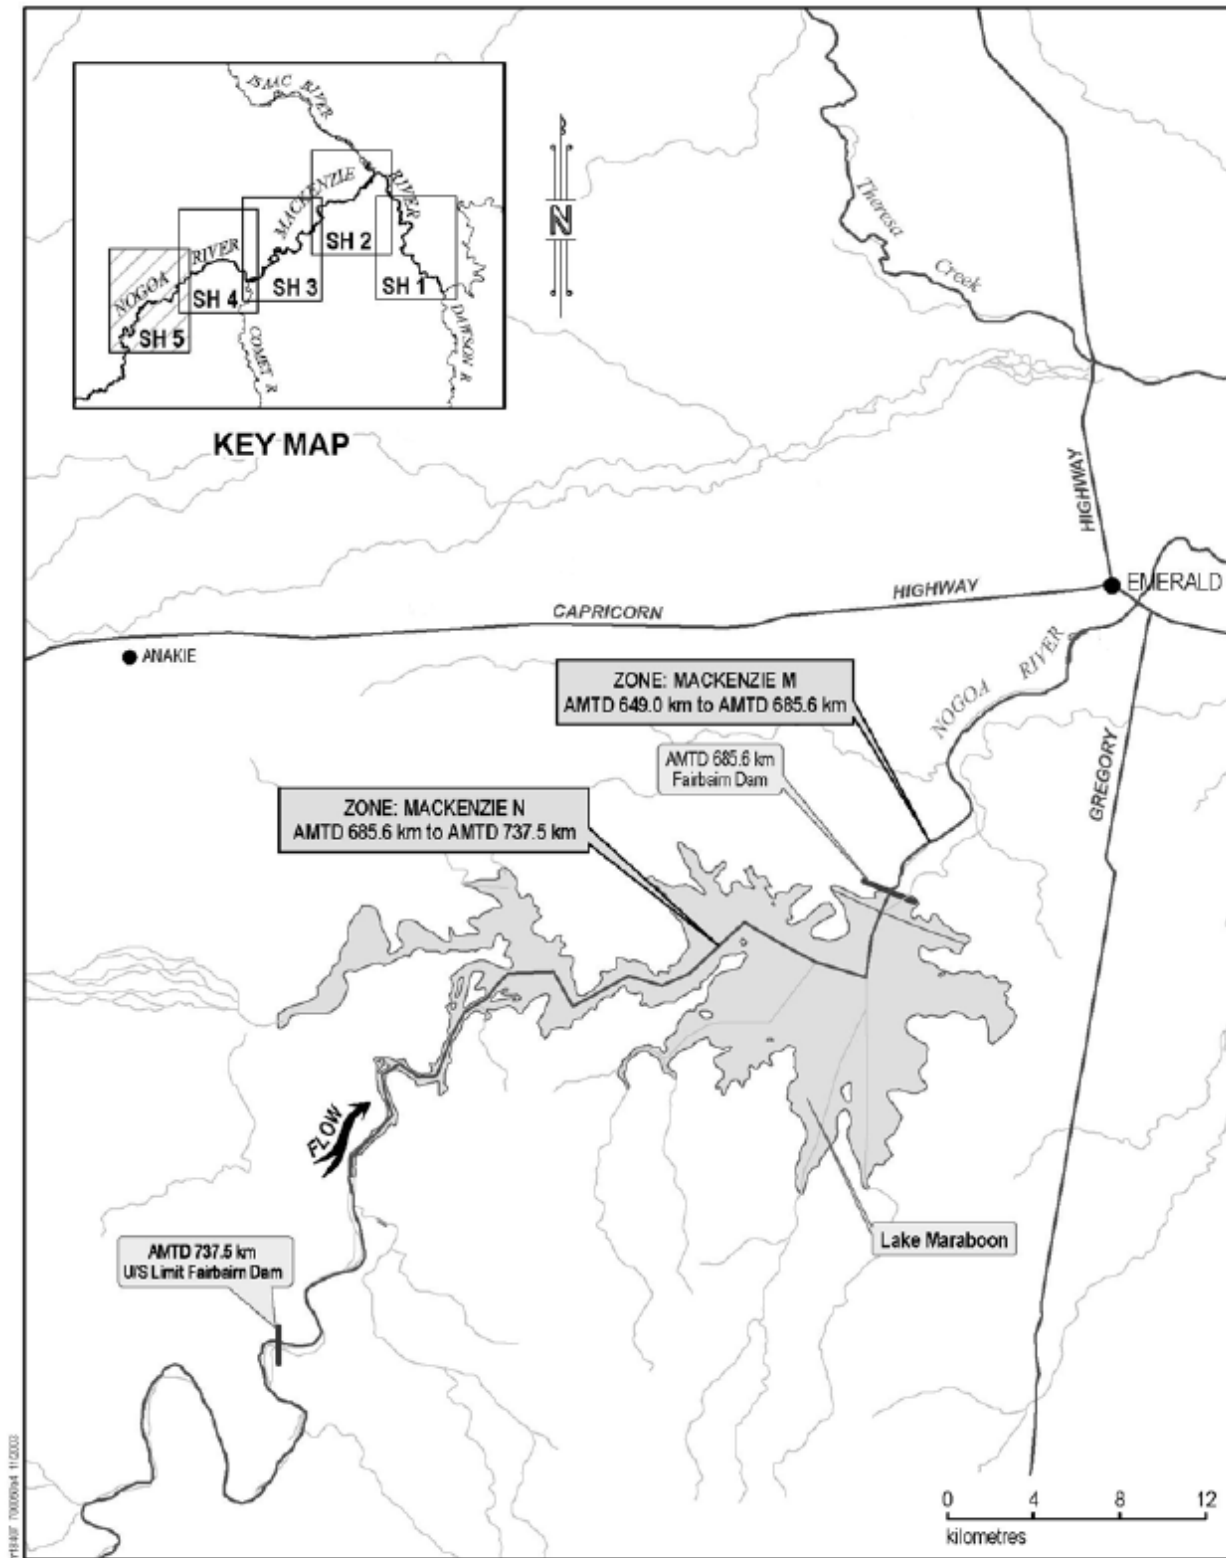 ISAAC RIVER
MACKENZIE
RIVER
SH 2
NOGOA
RIVER
SH 4
SH 3
SH 1
SH 5
COMET R
DAWSON R
KEY MAP
N
Theresa
Creek
HIGHWAY
EMERALD
HIGHWAY
CAPRICORN
ANAKIE
ZONE: MACKENZIE M
AMTD 649.0 km to AMTD 685.6 km
NOGOA RIVER
GREGORY
AMTD 685.6 km
Fairbairn Dam
ZONE: MACKENZIE N
AMTD 685.6 km to AMTD 737.5 km
FLOW
Lake Maraboon
AMTD 737.5 km
U/S Limit Fairbairn Dam
0 4 8 12
kilometres